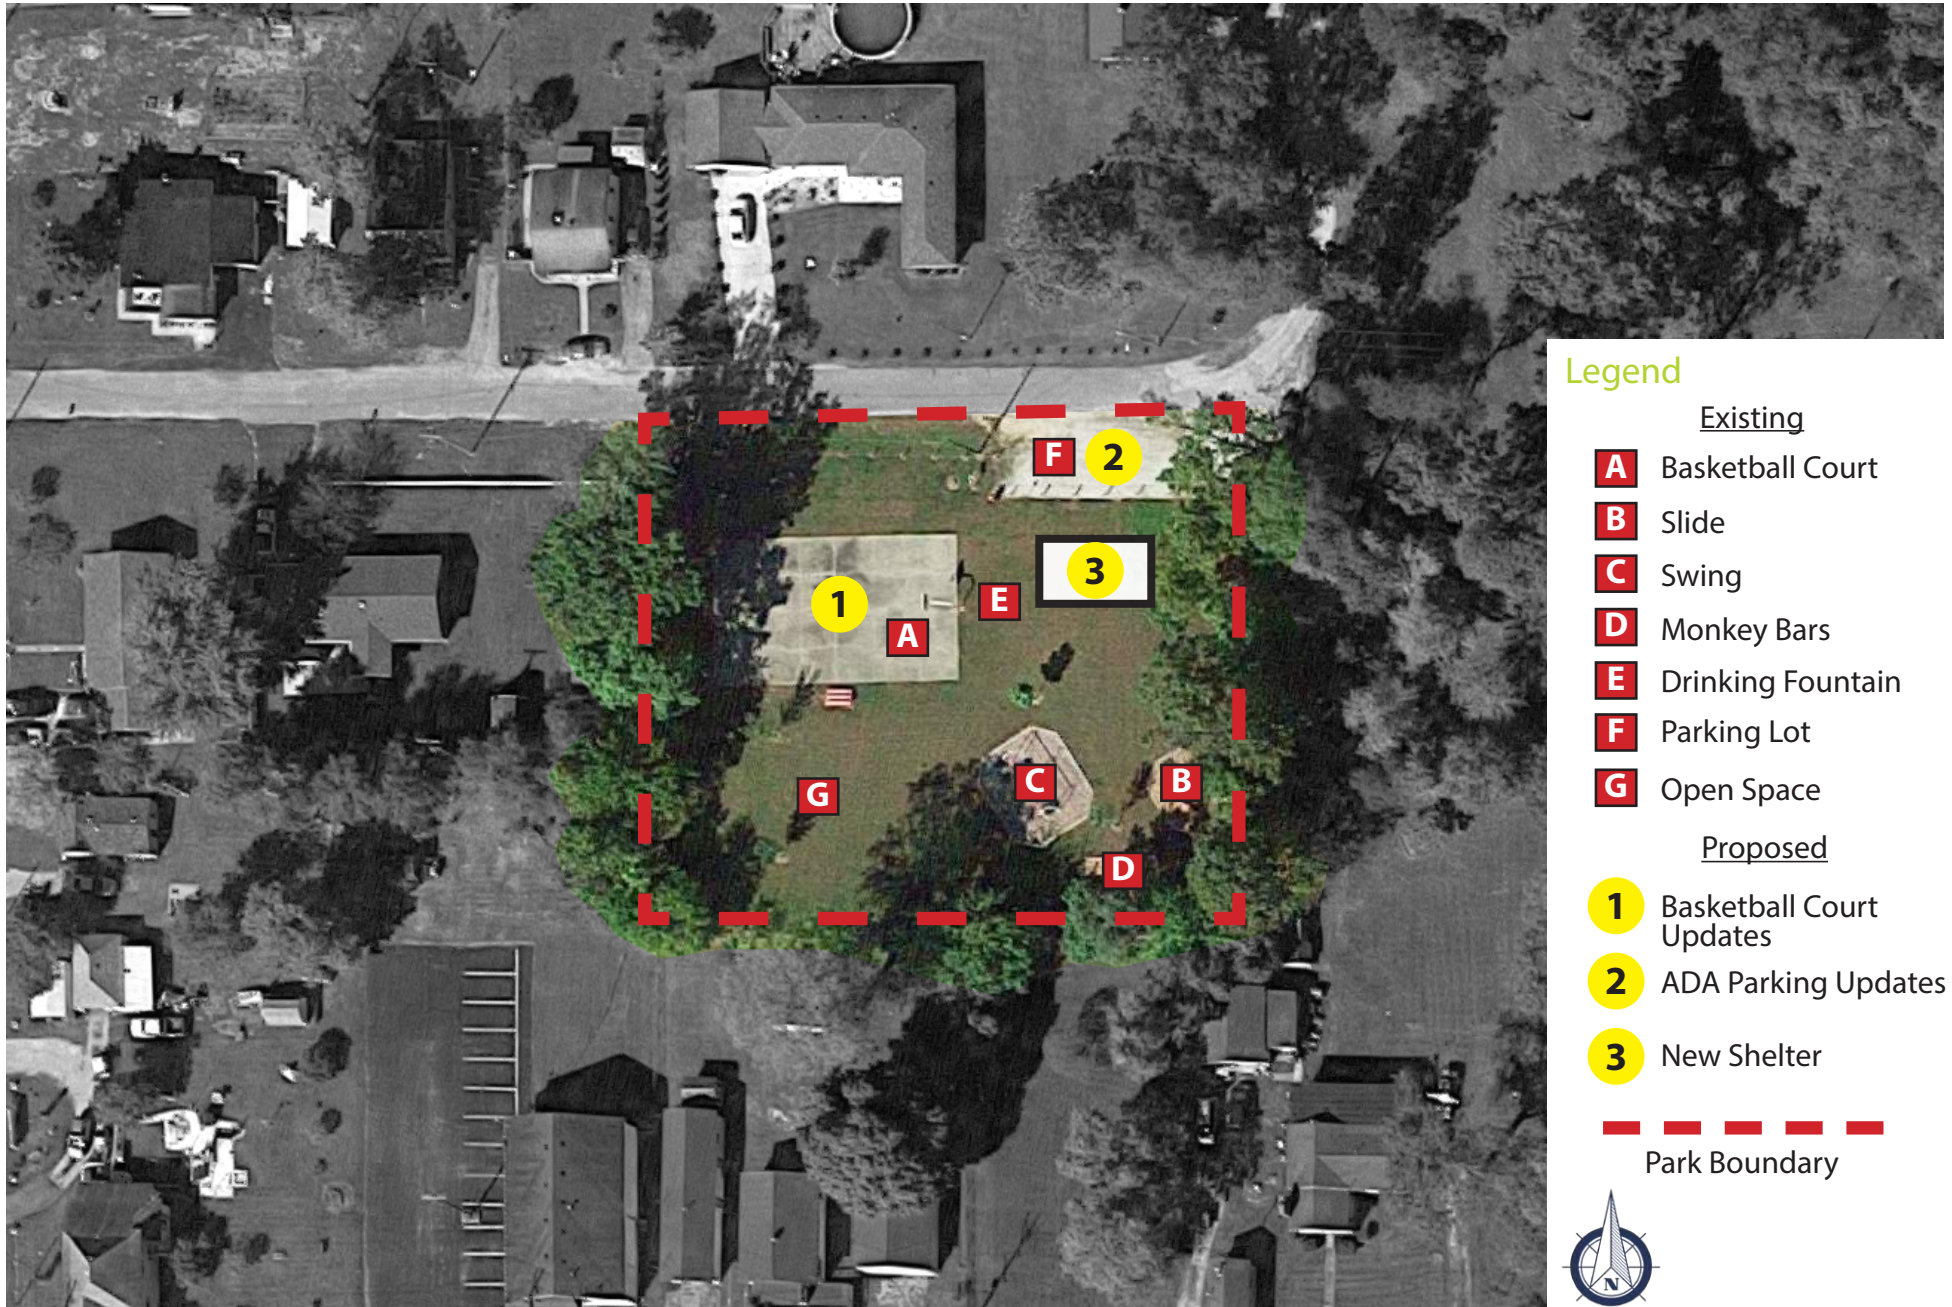 F 2
3
E
1
A
C
B
G
D
Legend
Existing
A Basketball Court
B Slide
C Swing
D Monkey Bars
E Drinking Fountain
F Parking Lot
G Open Space
Proposed
1 Basketball Court
Updates
2 ADA Parking Updates
3 New Shelter
Park Boundary
N